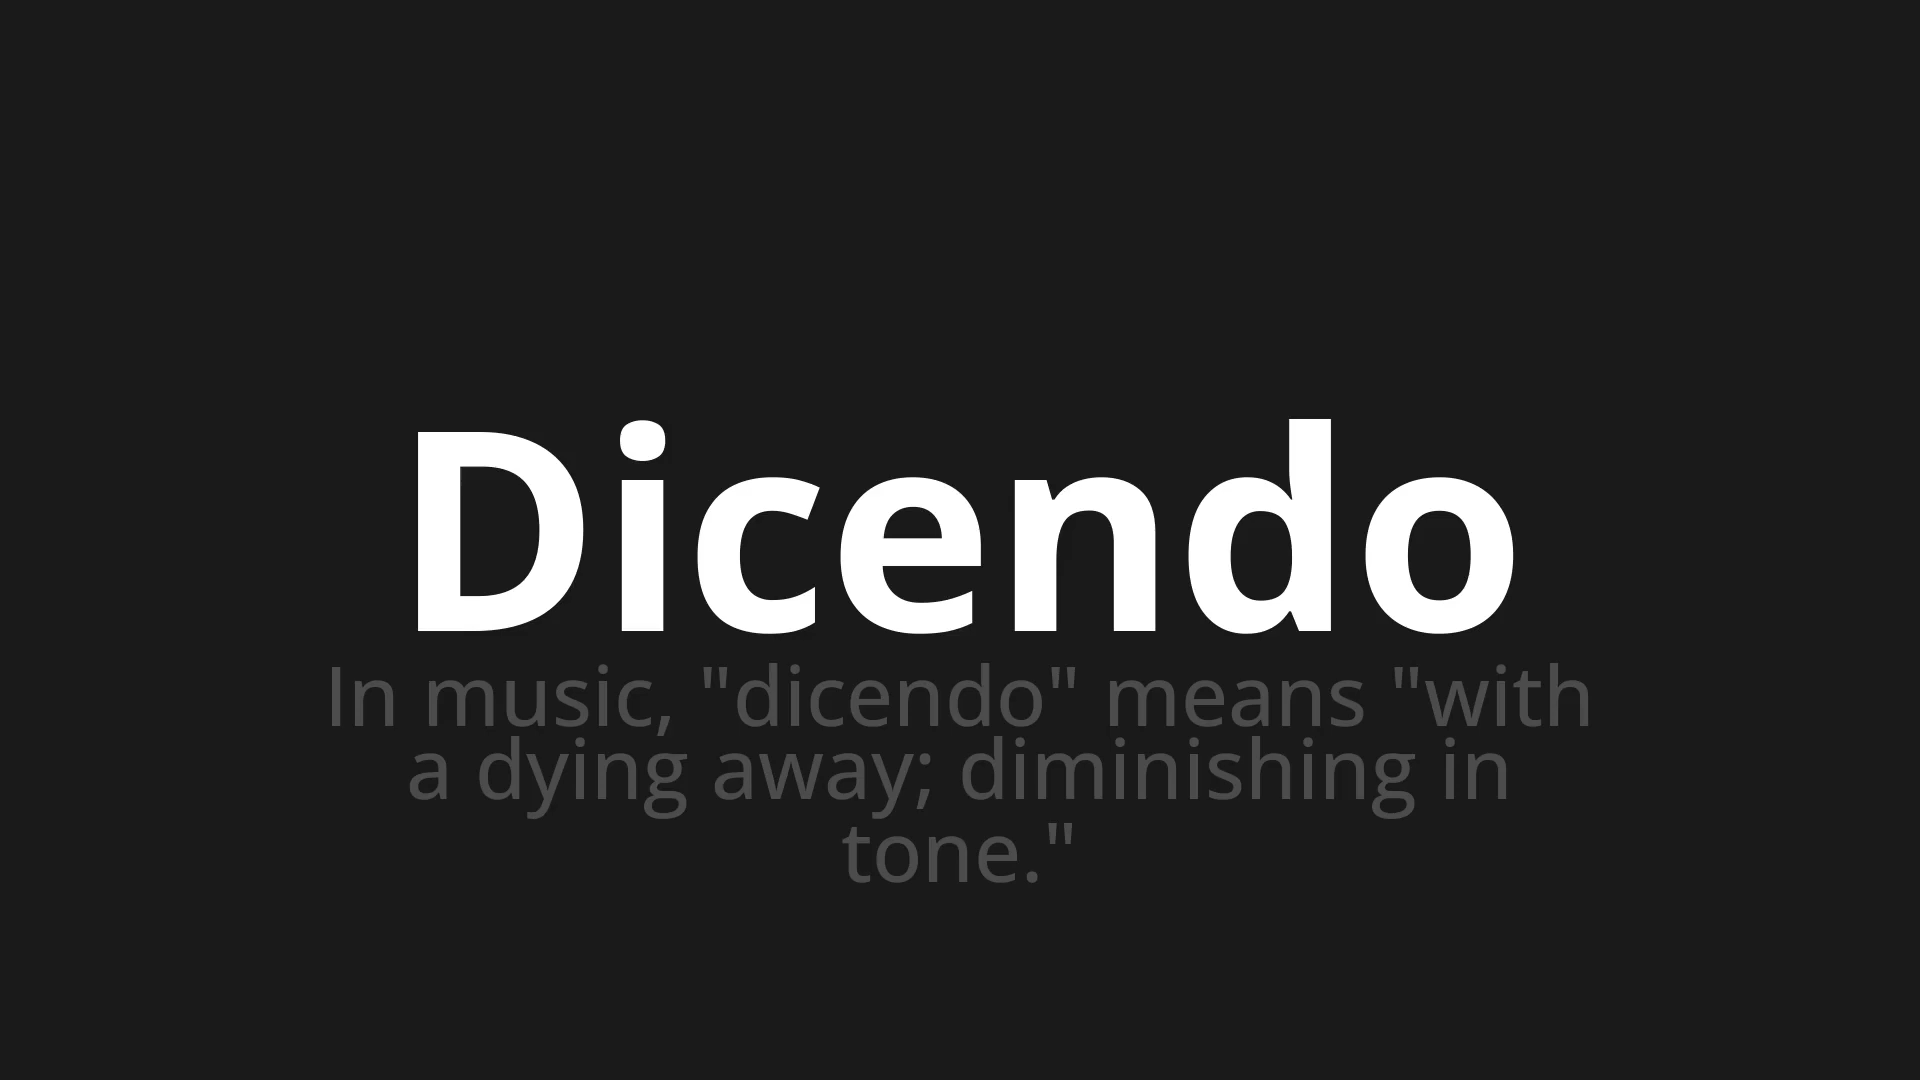 Dicendo
In music, "dicendo" means "with
a dying away; diminishing in
tone."